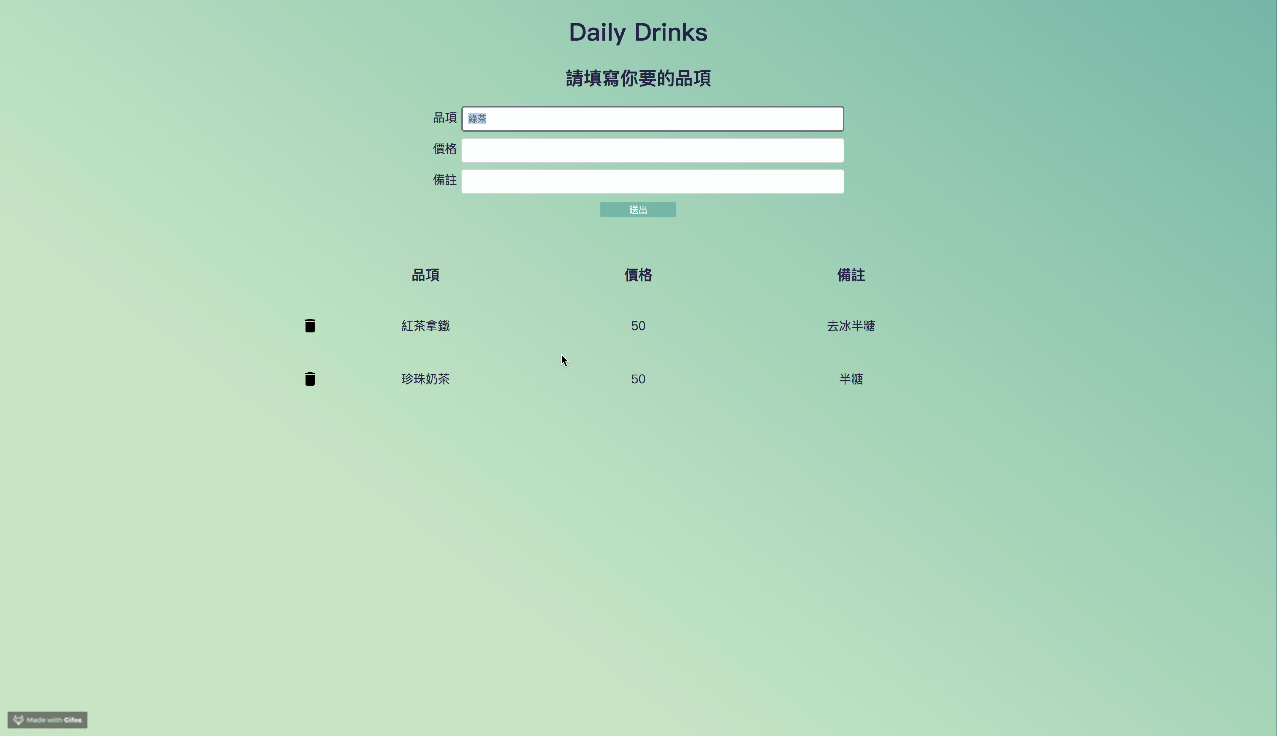 Daily Drinks
請填寫你要的品項
品項 綠茶
價格
備註
送出
品項 價格 備註
紅茶拿鐵 50 去冰半糖
珍珠奶茶 50 半糖
Made with Gifox